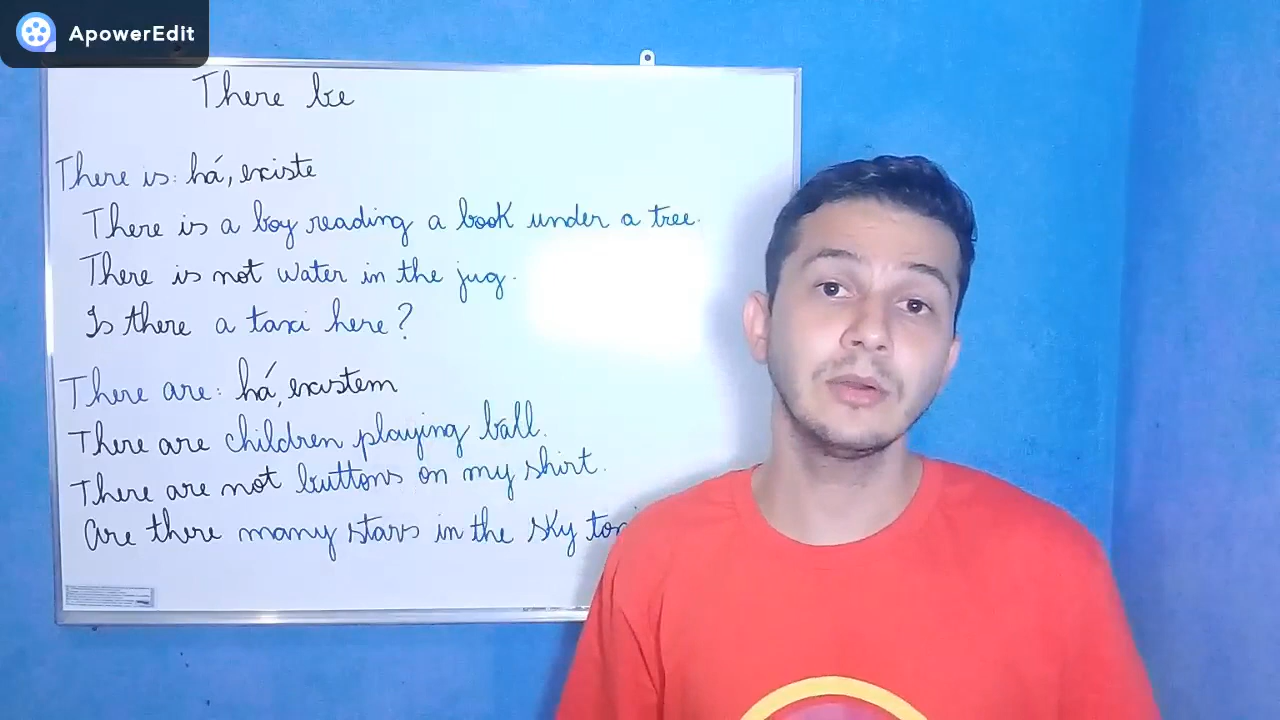 ApowerEdit
There be
There is: há, existe
There is a boy reading a book under a tree.
There is not water in the jug.
Is there a taxi here?
There are: há, existem
There are children playing ball.
There are not buttons on my shirt.
Are there many stars in the sky